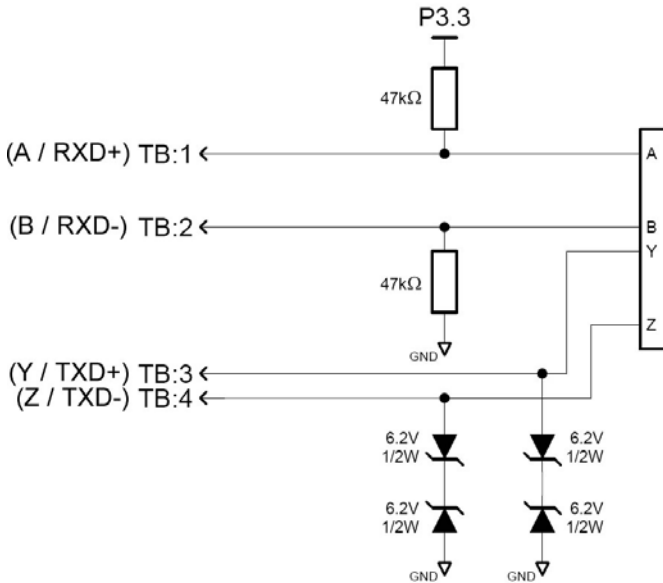 P3.3
47kΩ
(A / RXD+) TB:1
A
(B / RXD-) TB:2
B
Y
47kΩ
Z
GND
(Y / TXD+) TB:3
(Z / TXD-) TB:4
6.2V
1/2W
6.2V
1/2W
6.2V
1/2W
6.2V
1/2W
GND
GND